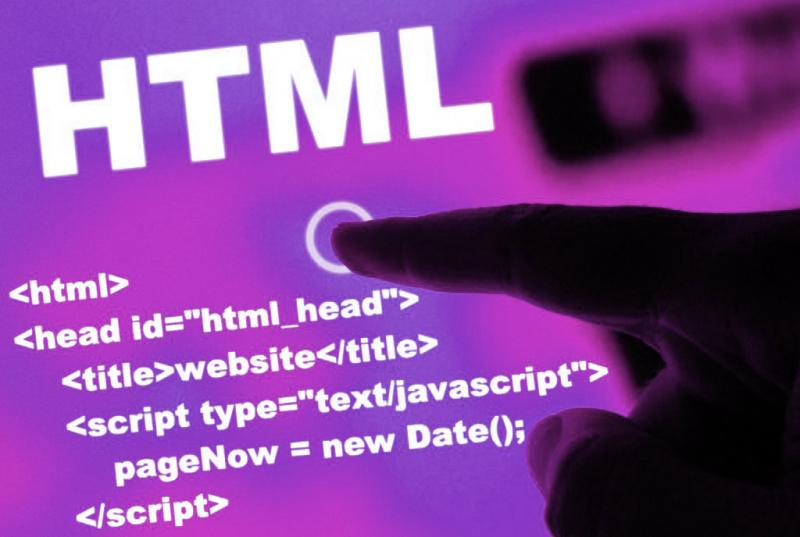 HTML
<html>
<head id="html_head">
<title>website</title>
<script type="text/javascript">
pageNow = new Date();
</script>